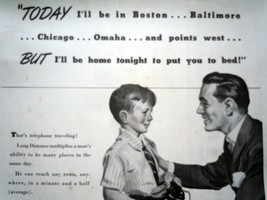 "TODAY I'll be in Boston ... Baltimore
... Chicago ... Omaha ... and points west ...
BUT I'll be home tonight to put you to bed!"
That's telephone traveling!
Long Distance multiplies a man's
ability to be many places in the
same day.
He can reach any town, any-
where, in a minute and a half
(average).